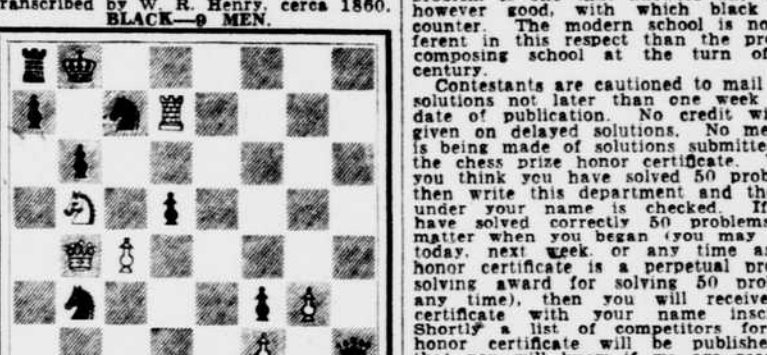 transcribed by W. R. Henry, cerca 1860.
BLACK—9 MEN.
however good, with which black
counter. The modern school is no
ferent in this respect than the pr
composing school at the turn of
century.
Contestants are cautioned to mail
solutions not later than one week
date of publication. No credit wi
given on delayed solutions. No me
is being made of solutions submitte
the chess prize honor certificate.
you think you have solved 50 prob
then write this department and the
under your name is checked. If
have solved correctly 50 problems
matter when you began (you may
today, next week, or any time as
honor certificate is a perpetual pro
solving award for solving 50 prob
any time), then you will receive
certificate with your name insc
Shortly a list of competitors for
honor certificate will be publishe